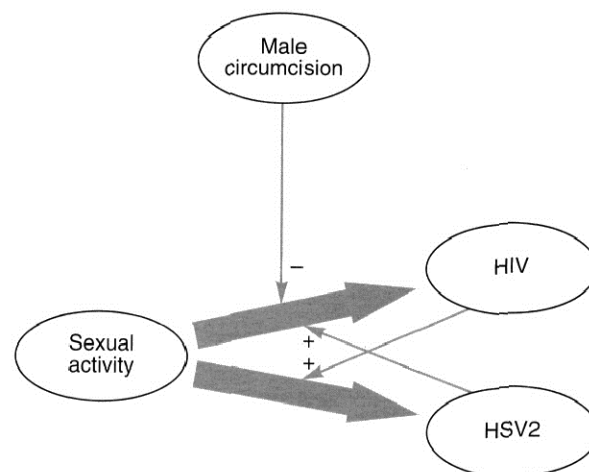 Male
circumcision
−
HIV
Sexual
activity
+
+
HSV2